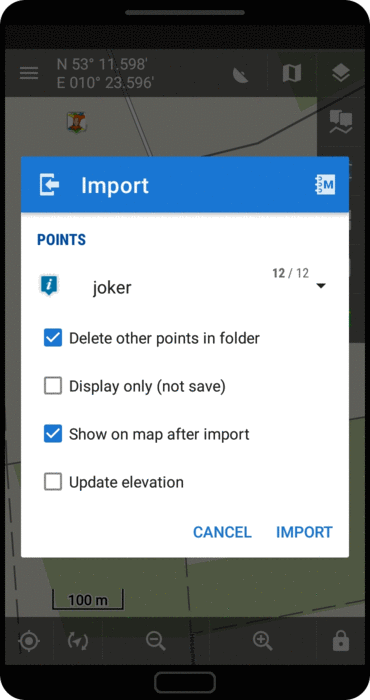 N 53° 11.598'
E 010° 23.596'
Import
M
POINTS
12 / 12
joker
Delete other points in folder
Display only (not save)
Show on map after import
Update elevation
CANCEL IMPORT
100 m